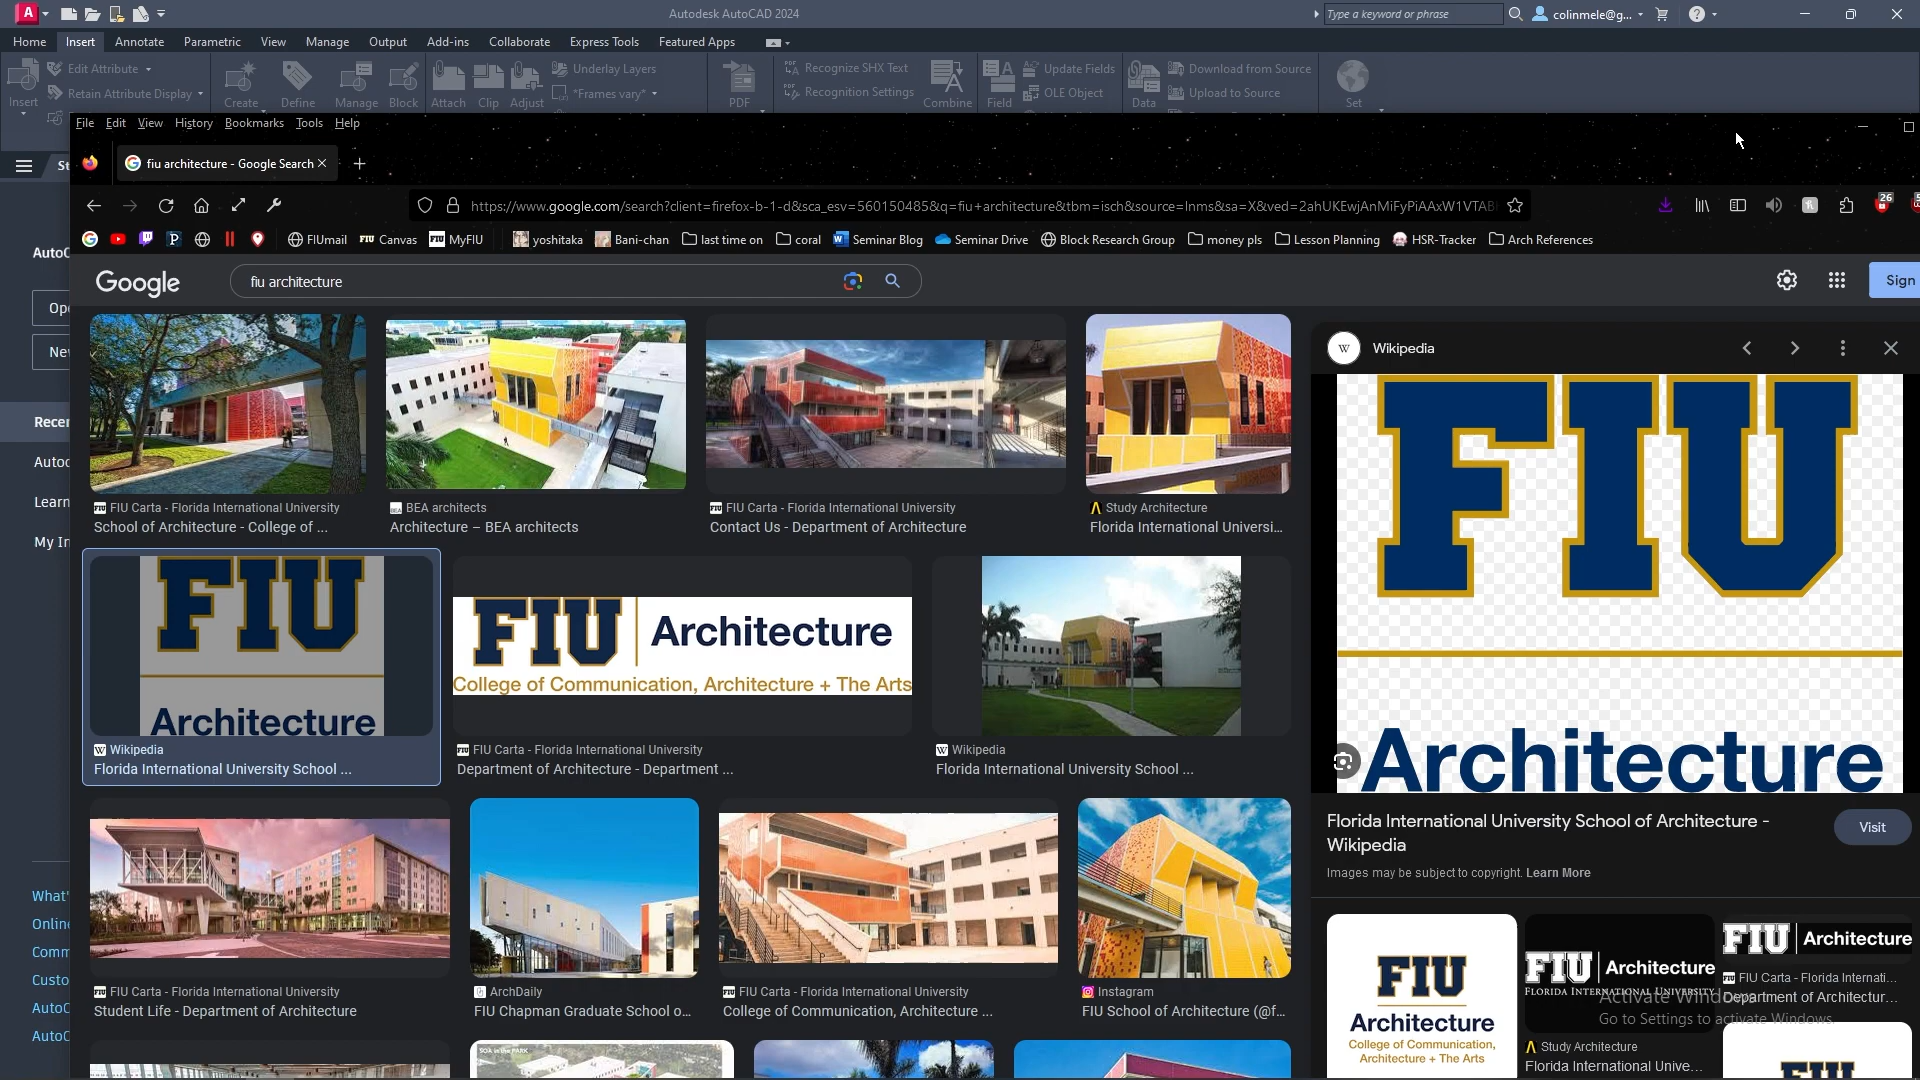 Autodesk AutoCAD 2024
Type a keyword or phrase
colinmele@g...
Home Insert Annotate Parametric View Manage Output Add-ins Collaborate Express Tools Featured Apps
Insert
Edit Attribute
Retain Attribute Display
Create
Define
Manage
Block
Attach
Clip
Adjust
Underlay Layers
*Frames vary*
PDF
Recognize SHX Text
Recognition Settings
Combine
Field
Update Fields
OLE Object
Data
Download from Source
Upload to Source
Set
File Edit View History Bookmarks Tools Help
fiu architecture - Google Search
https://www.google.com/search?client=firefox-b-1-d&sca_esv=560150485&q=fiu+architecture&tbm=isch&source=lnms&sa=X&ved=2ahUKEwjAnMiFyPiAAxW1VTAB
26
FIUmail
FIU Canvas
FIU MyFIU
yoshitaka
Bani-chan
last time on
coral
Seminar Blog
Seminar Drive
Block Research Group
money pls
Lesson Planning
HSR-Tracker
Arch References
Google
fiu architecture
Sign
FIU Carta - Florida International University
School of Architecture - College of ...
BEA architects
Architecture – BEA architects
FIU Carta - Florida International University
Contact Us - Department of Architecture
Study Architecture
Florida International Universi...
FIU
Architecture
Wikipedia
Florida International University School ...
FIU Architecture
College of Communication, Architecture + The Arts
FIU Carta - Florida International University
Department of Architecture - Department ...
Wikipedia
Florida International University School ...
FIU Carta - Florida International University
Student Life - Department of Architecture
ArchDaily
FIU Chapman Graduate School o...
FIU Carta - Florida International University
College of Communication, Architecture ...
Instagram
FIU School of Architecture (@f...
SOA in the PARK
Wikipedia
FIU
Architecture
Florida International University School of Architecture -
Wikipedia
Visit
Images may be subject to copyright. Learn More
FIU
Architecture
College of Communication,
Architecture + The Arts
FIU Architecture
FLORIDA INTERNATIONAL UNIVERSITY
Study Architecture
Florida International Unive...
FIU Architecture
FIU Carta - Florida Internati...
Department of Architectur...
FIU
Activate Windows
Go to Settings to activate Windows.